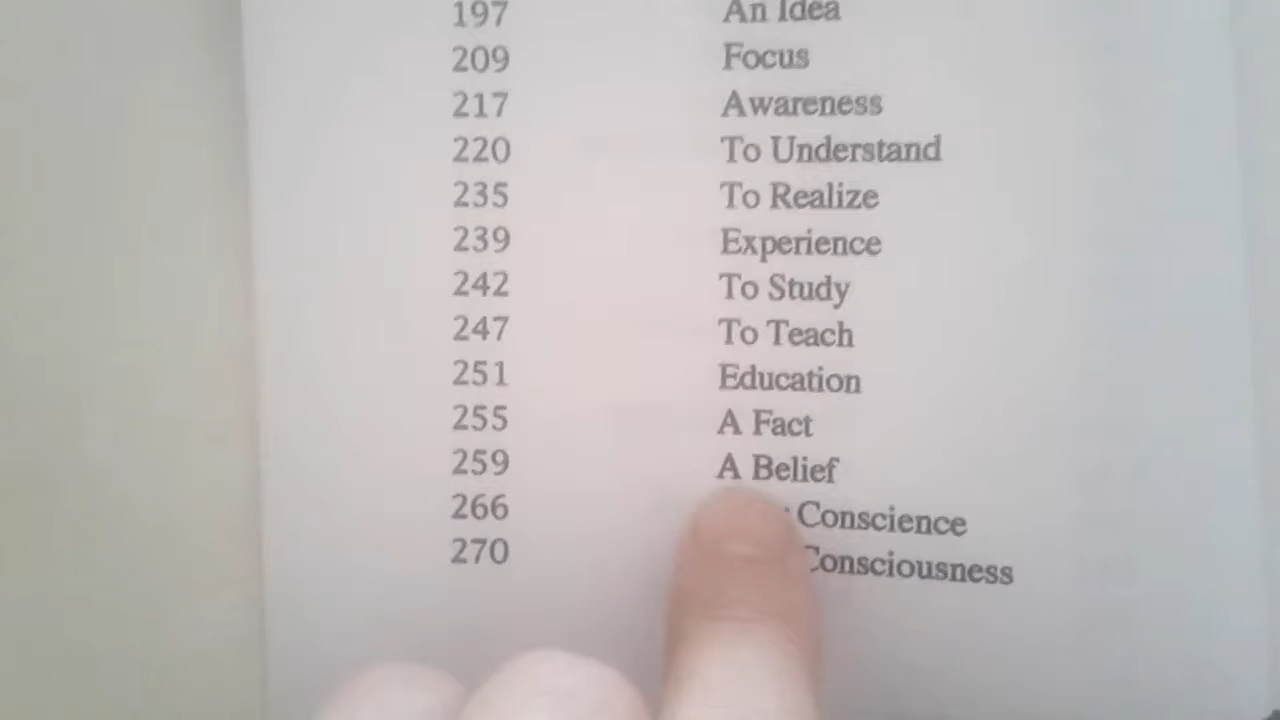 197 An Idea
209 Focus
217 Awareness
220 To Understand
235 To Realize
239 Experience
242 To Study
247 To Teach
251 Education
255 A Fact
259 A Belief
266 Conscience
270 Consciousness